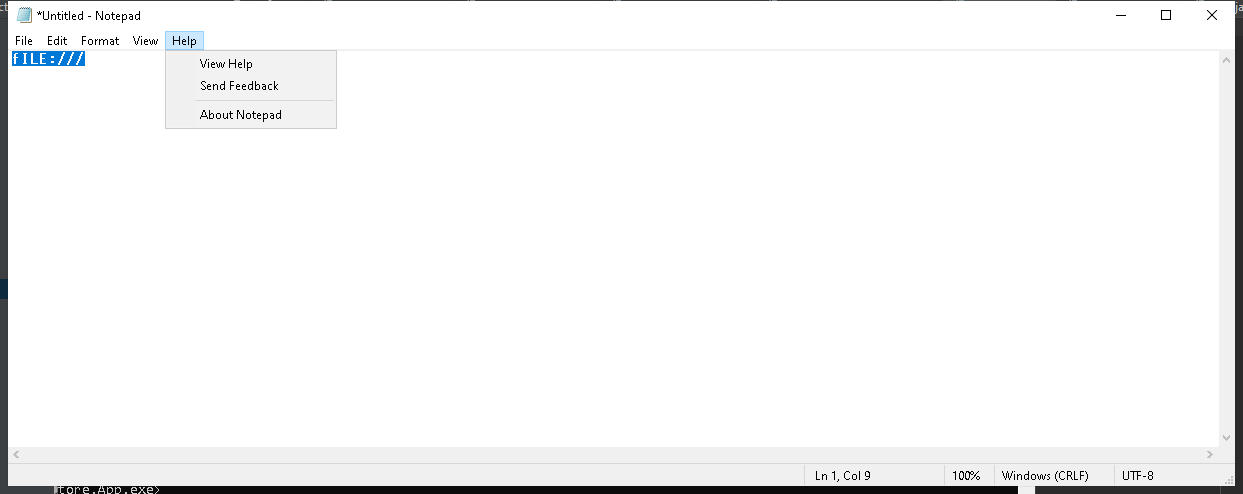 *Untitled - Notepad
File Edit Format View Help
fILE:///
View Help
Send Feedback
About Notepad
Ln 1, Col 9 100% Windows (CRLF) UTF-8
tore.App.exe>